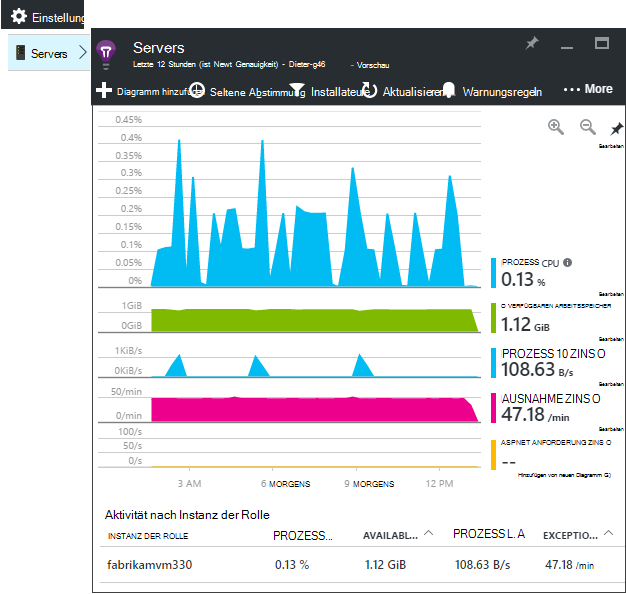 Einstellung
Servers
Servers
Letzte 12 Stunden (ist Newt Genauigkeit) - Dieter-g46 - Vorschau
Diagramm hinzufü Seltene Abstimmung Installateure Aktualisieren Warnungsregeln ••• More
0.45%
0.4%
0.35%
0.3%
0.25%
0.2%
0.15%
0.1%
0.05%
0%
Bearbeiten
PROZESS CPU
0.13 %
Bearbeiten
1GiB
0GiB
O VERFÜGBAREN ARBEITSSPEICHER
1.12 GiB
Bearbeiten
1KiB/s
0KiB/s
PROZESS 10 ZINS O
108.63 B/s
Bearbeiten
50/min
0/min
AUSNAHME ZINS O
47.18 /min
Bearbeiten
100/s
50/s
0/s
ASP.NET ANFORDERUNG ZINS O
--
Hinzufügen von neuen Diagramm G)
3 AM 6 MORGENS 9 MORGENS 12 PM
Aktivität nach Instanz der Rolle
INSTANZ DER ROLLE PROZESS... AVAILABL... PROZESS L. A EXCEPTIO...
fabrikamvm330 0.13 % 1.12 GiB 108.63 B/s 47.18 /min